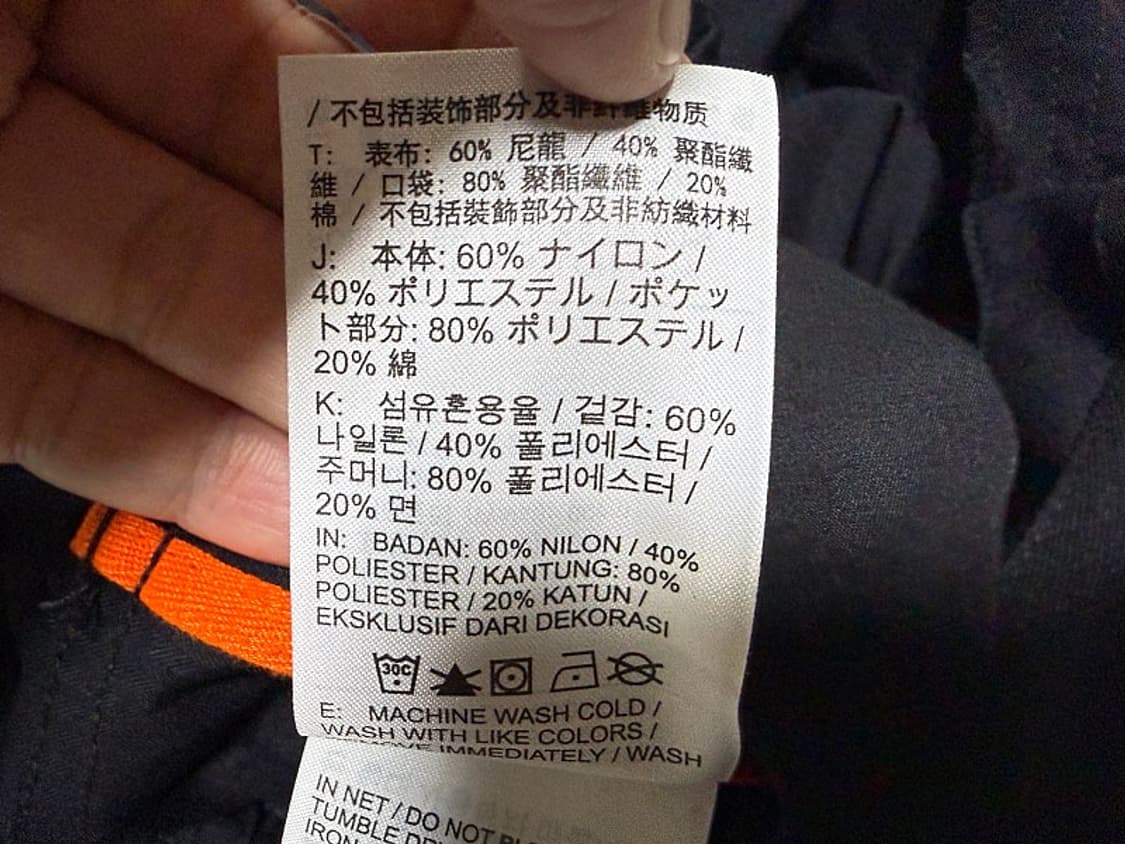 / 不包括装饰部分及非纤维物质
T: 表布: 60% 尼龍 / 40% 聚酯纖
維 / 口袋: 80% 聚酯纖維 / 20%
棉 / 不包括裝飾部分及非紡織材料
J: 本体: 60% ナイロン /
40% ポリエステル / ポケッ
ト部分: 80% ポリエステル /
20% 綿
K: 섬유혼용율 / 겉감: 60%
나일론 / 40% 폴리에스터 /
주머니: 80% 폴리에스터 /
20% 면
IN: BADAN: 60% NILON / 40%
POLIESTER / KANTUNG: 80%
POLIESTER / 20% KATUN /
EKSKLUSIF DARI DEKORASI
30C
E: MACHINE WASH COLD /
WASH WITH LIKE COLORS /
REMOVE IMMEDIATELY / WASH
IN NET / DO NOT
TUMBLE
IRON